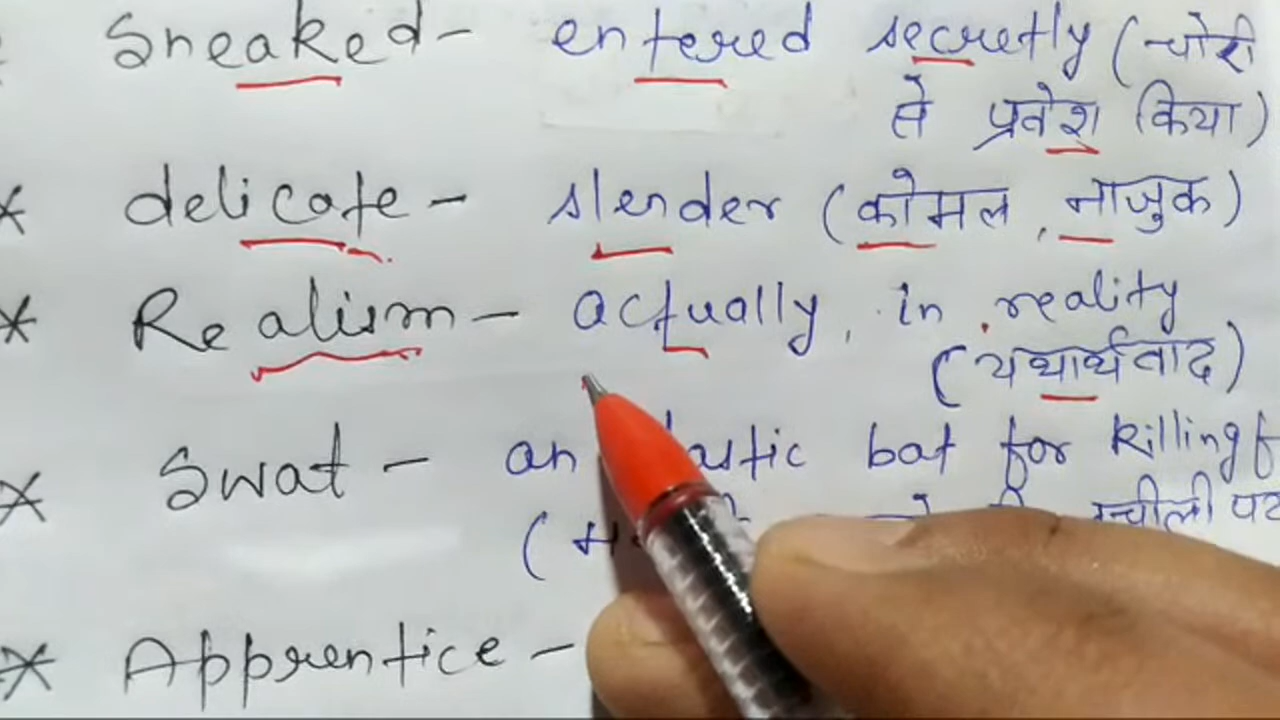 Sneaked - entered secretly (चोरी
से प्रवेश किया)
* delicate - slender (कोमल, नाजुक)
* Realism - actually, in reality
(यथार्थवाद)
* Swat - an bat for killing
* Apprentice -